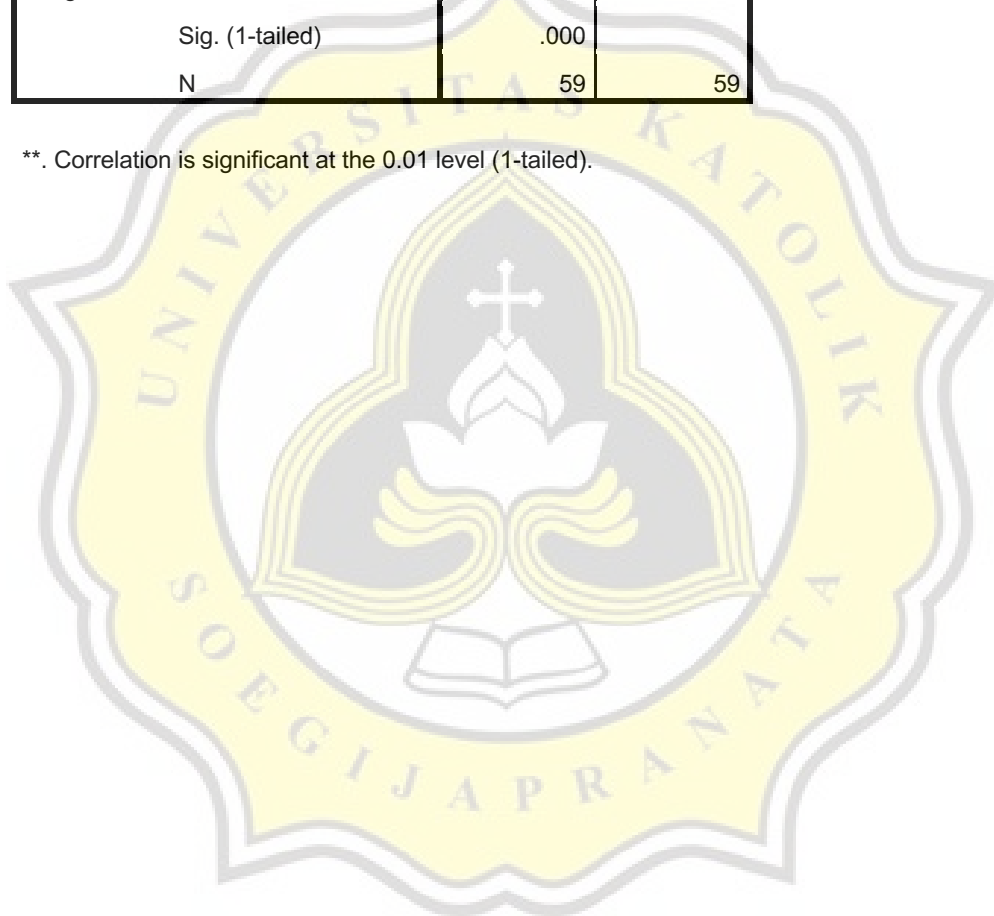 Sig. (1-tailed) .000
N 59 59
**. Correlation is significant at the 0.01 level (1-tailed).
UNIVERSITAS KATOLIK
SOEGIJAPRANATA